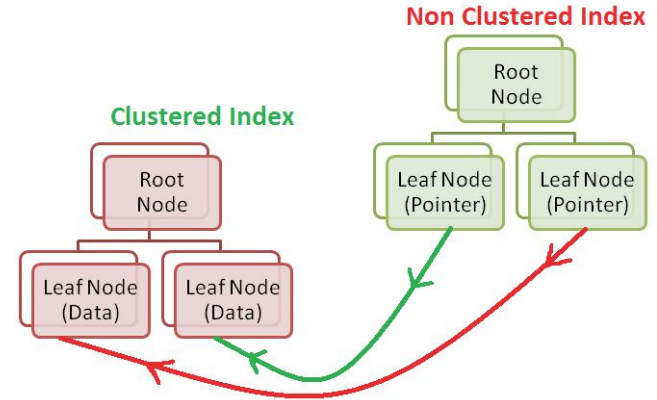 Non Clustered Index
Root
Node
Clustered Index
Leaf Node
(Pointer)
Leaf Node
(Pointer)
Root
Node
Leaf Node
(Data)
Leaf Node
(Data)